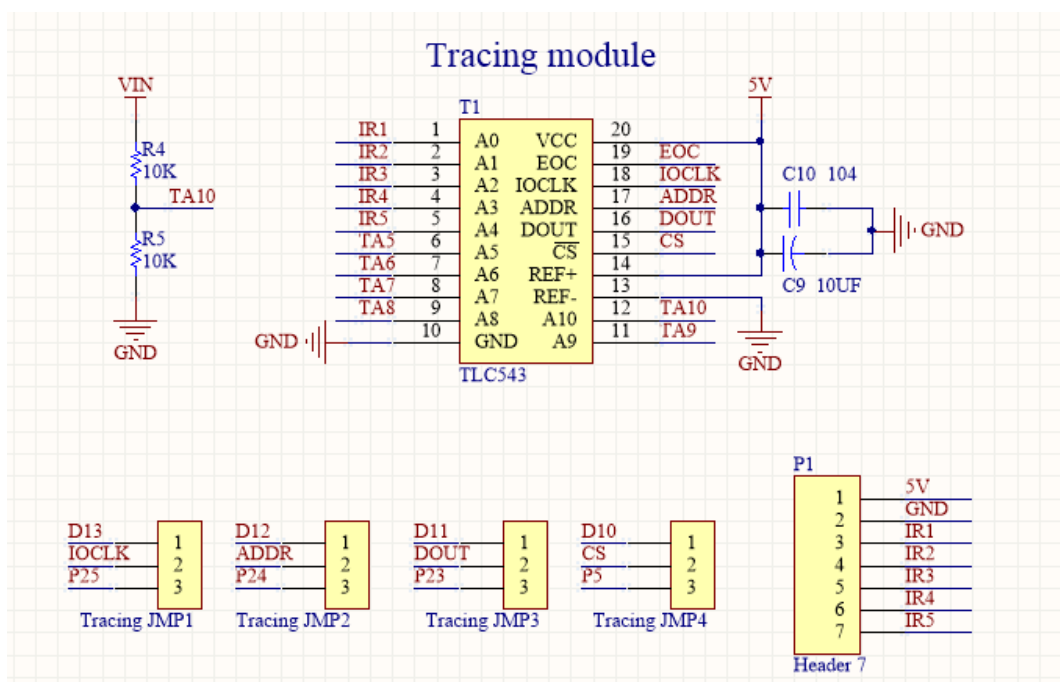 Tracing module
VIN
R4
10K
TA10
R5
10K
GND
T1
IR1 1 A0 VCC 20
IR2 2 A1 EOC 19 EOC
IR3 3 A2 IOCLK 18 IOCLK
IR4 4 A3 ADDR 17 ADDR
IR5 5 A4 DOUT 16 DOUT
TA5 6 A5 CS 15 CS
TA6 7 A6 REF+ 14
TA7 8 A7 REF- 13
TA8 9 A8 A10 12 TA10
GND 10 GND A9 11 TA9
TLC543
5V
C10 104
GND
C9 10UF
GND
D13 1
IOCLK 2
P25 3
Tracing JMP1
D12 1
ADDR 2
P24 3
Tracing JMP2
D11 1
DOUT 2
P23 3
Tracing JMP3
D10 1
CS 2
P5 3
Tracing JMP4
P1
1 5V
2 GND
3 IR1
4 IR2
5 IR3
6 IR4
7 IR5
Header 7